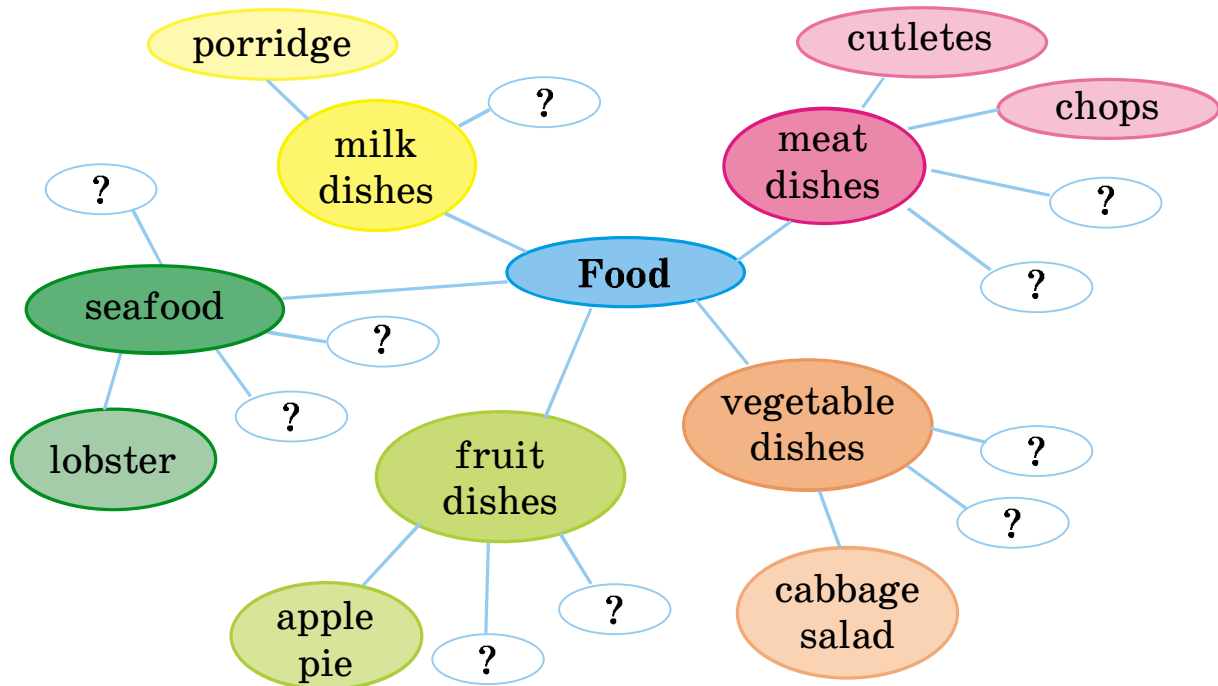 porridge
cutletes
chops
?
milk
dishes
meat
dishes
?
?
Food
?
seafood
?
?
lobster
fruit
dishes
vegetable
dishes
?
?
apple
pie
?
?
cabbage
salad